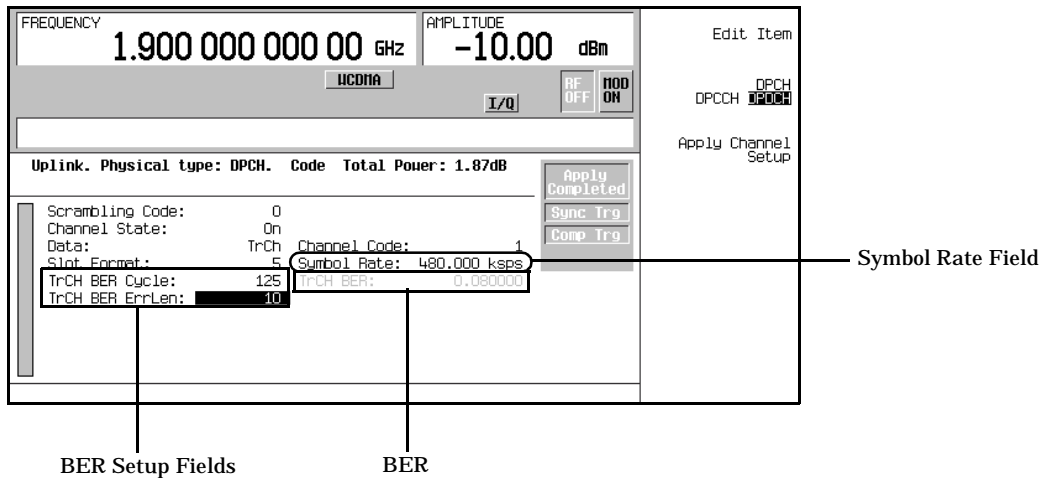 FREQUENCY
1.900 000 000 00 GHz
AMPLITUDE
-10.00 dBm
WCDMA
I/Q
RF OFF
MOD ON
Edit Item
DPCH
DPCCH DPDCH
Apply Channel Setup
Uplink. Physical type: DPCH. Code Total Power: 1.87dB
Apply Completed
Sync Trg
Comp Trg
Scrambling Code: 0
Channel State: On
Data: TrCh Channel Code: 1
Slot Format: 5 Symbol Rate: 480.000 ksps
TrCH BER Cycle: 125 TrCH BER: 0.080000
TrCH BER ErrLen: 10
Symbol Rate Field
BER Setup Fields
BER